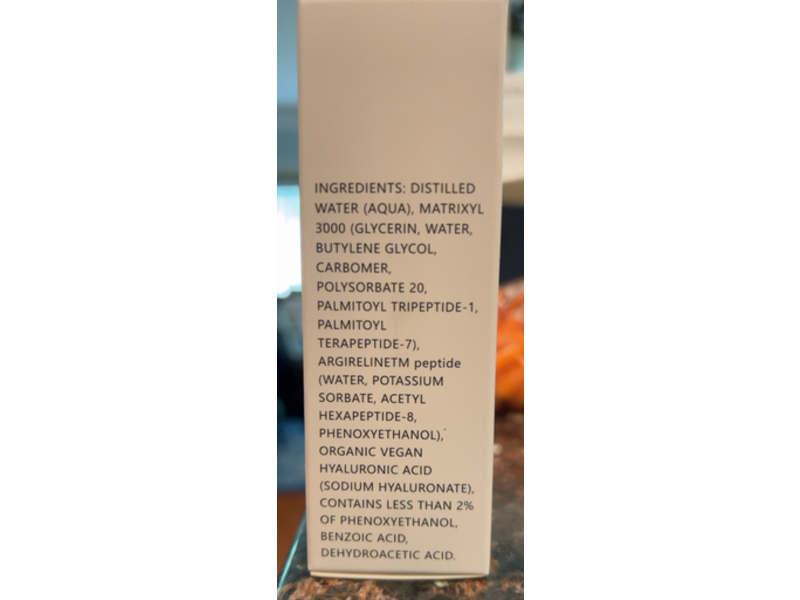 INGREDIENTS: DISTILLED
WATER (AQUA), MATRIXYL
3000 (GLYCERIN, WATER,
BUTYLENE GLYCOL,
CARBOMER,
POLYSORBATE 20,
PALMITOYL TRIPEPTIDE-1,
PALMITOYL
TERAPEPTIDE-7),
ARGIRELINETM peptide
(WATER, POTASSIUM
SORBATE, ACETYL
HEXAPEPTIDE-8,
PHENOXYETHANOL),
ORGANIC VEGAN
HYALURONIC ACID
(SODIUM HYALURONATE),
CONTAINS LESS THAN 2%
OF PHENOXYETHANOL,
BENZOIC ACID,
DEHYDROACETIC ACID.